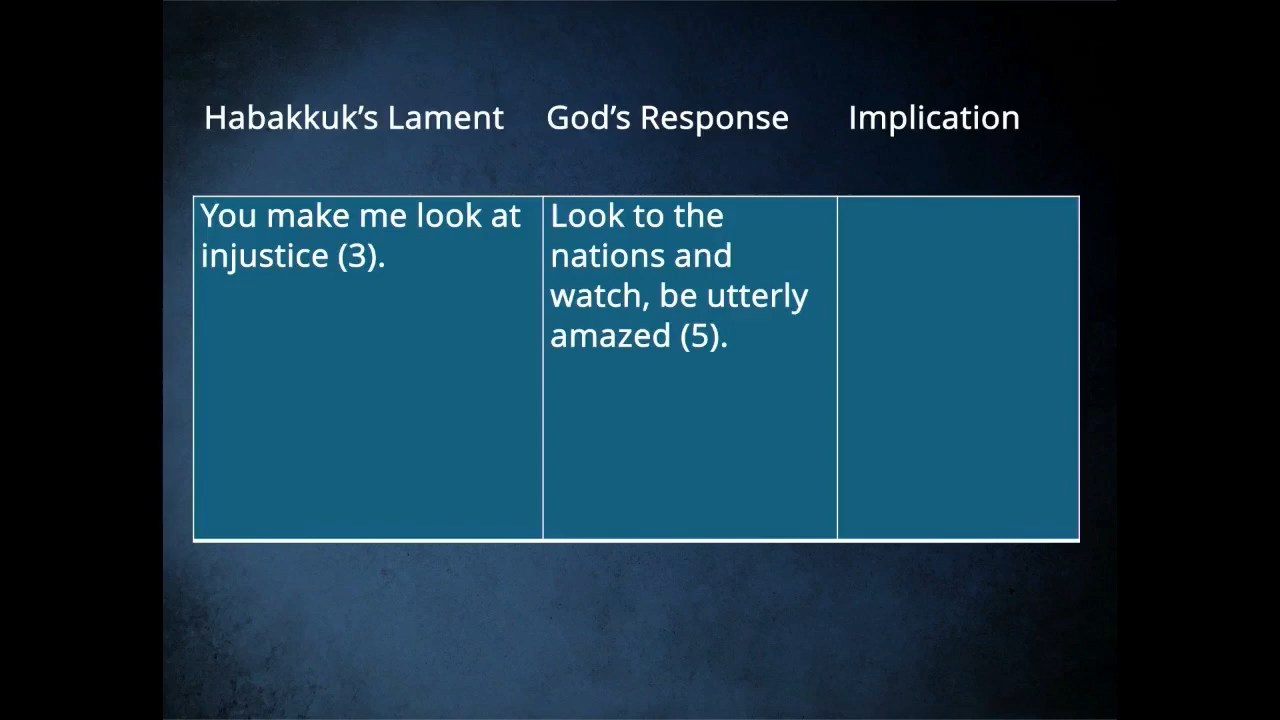 Habakkuk’s Lament God’s Response Implication
You make me look at
injustice (3).
Look to the
nations and
watch, be utterly
amazed (5).